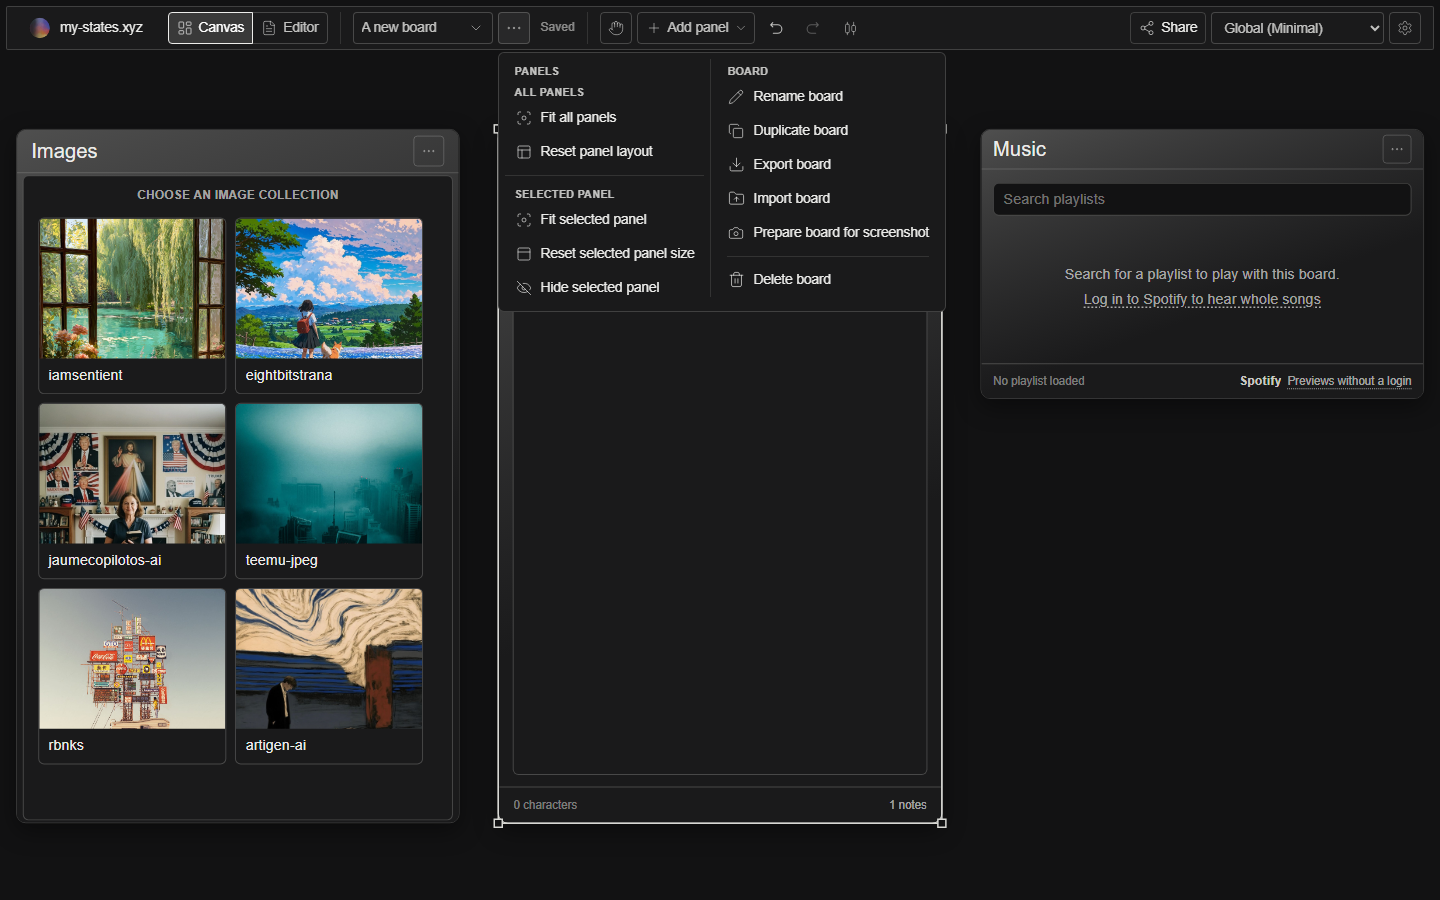 my-states.xyz
Canvas
Editor
A new board
Saved
Add panel
Share
Global (Minimal)
PANELS
ALL PANELS
Fit all panels
Reset panel layout
SELECTED PANEL
Fit selected panel
Reset selected panel size
Hide selected panel
BOARD
Rename board
Duplicate board
Export board
Import board
Prepare board for screenshot
Delete board
Images
CHOOSE AN IMAGE COLLECTION
iamsentient
eightbitstrana
jaumecopilotos-ai
teemu-jpeg
rbnks
artigen-ai
0 characters
1 notes
Music
Search playlists
Search for a playlist to play with this board.
Log in to Spotify to hear whole songs
No playlist loaded
Spotify Previews without a login